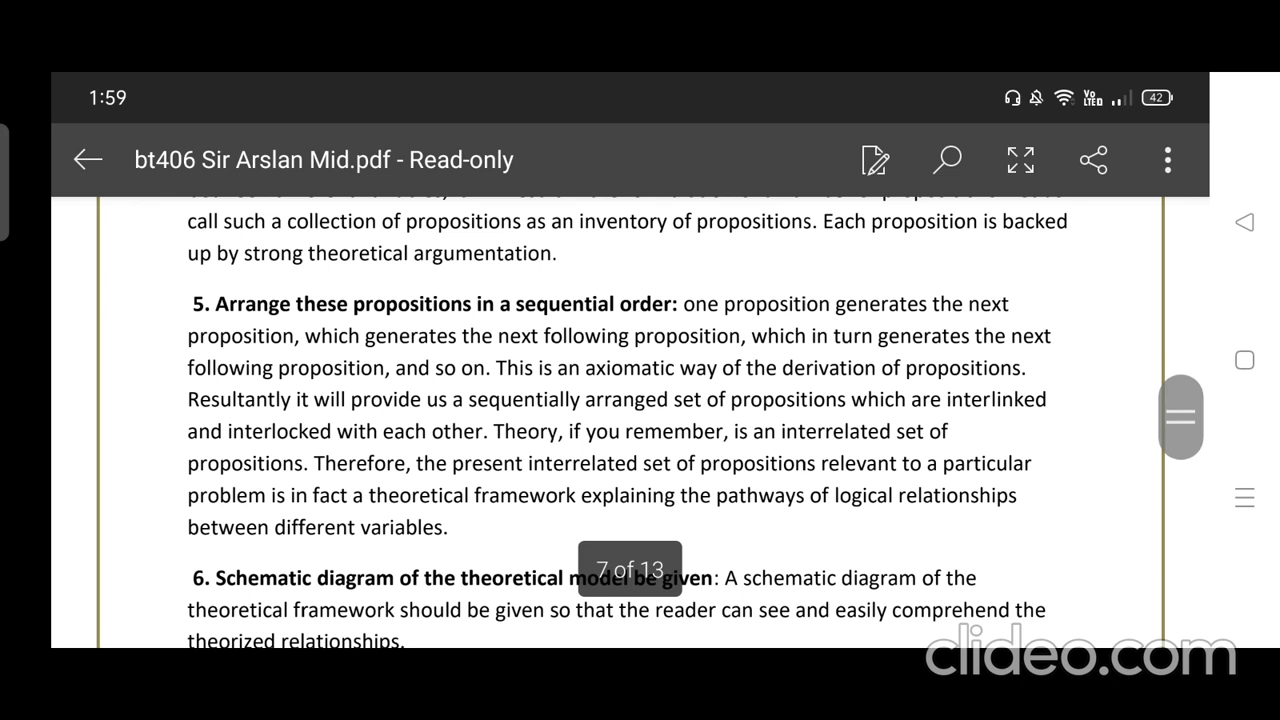 1:59
Vo LTED
42
bt406 Sir Arslan Mid.pdf - Read-only
call such a collection of propositions as an inventory of propositions. Each proposition is backed
up by strong theoretical argumentation.
5. Arrange these propositions in a sequential order: one proposition generates the next
proposition, which generates the next following proposition, which in turn generates the next
following proposition, and so on. This is an axiomatic way of the derivation of propositions.
Resultantly it will provide us a sequentially arranged set of propositions which are interlinked
and interlocked with each other. Theory, if you remember, is an interrelated set of
propositions. Therefore, the present interrelated set of propositions relevant to a particular
problem is in fact a theoretical framework explaining the pathways of logical relationships
between different variables.
7 of 13
6. Schematic diagram of the theoretical model be given: A schematic diagram of the
theoretical framework should be given so that the reader can see and easily comprehend the
theorized relationships.
clideo.com